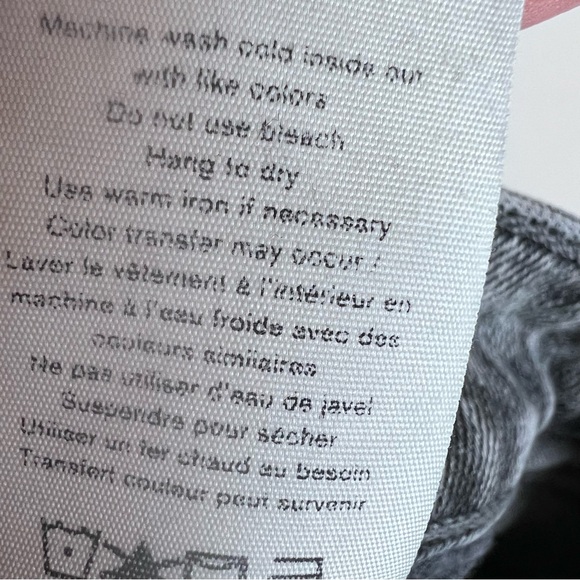 Machine wash cold inside out
with like colors
Do not use bleach
Hang to dry
Use warm iron if necessary
Color transfer may occur !
Laver le vêtement à l'intérieur en
machine à l'eau froide avec des
couleurs similaires
Ne pas utiliser d'eau de javel
Suspendre pour sécher
Utiliser un fer chaud au besoin
Transfert couleur peut survenir